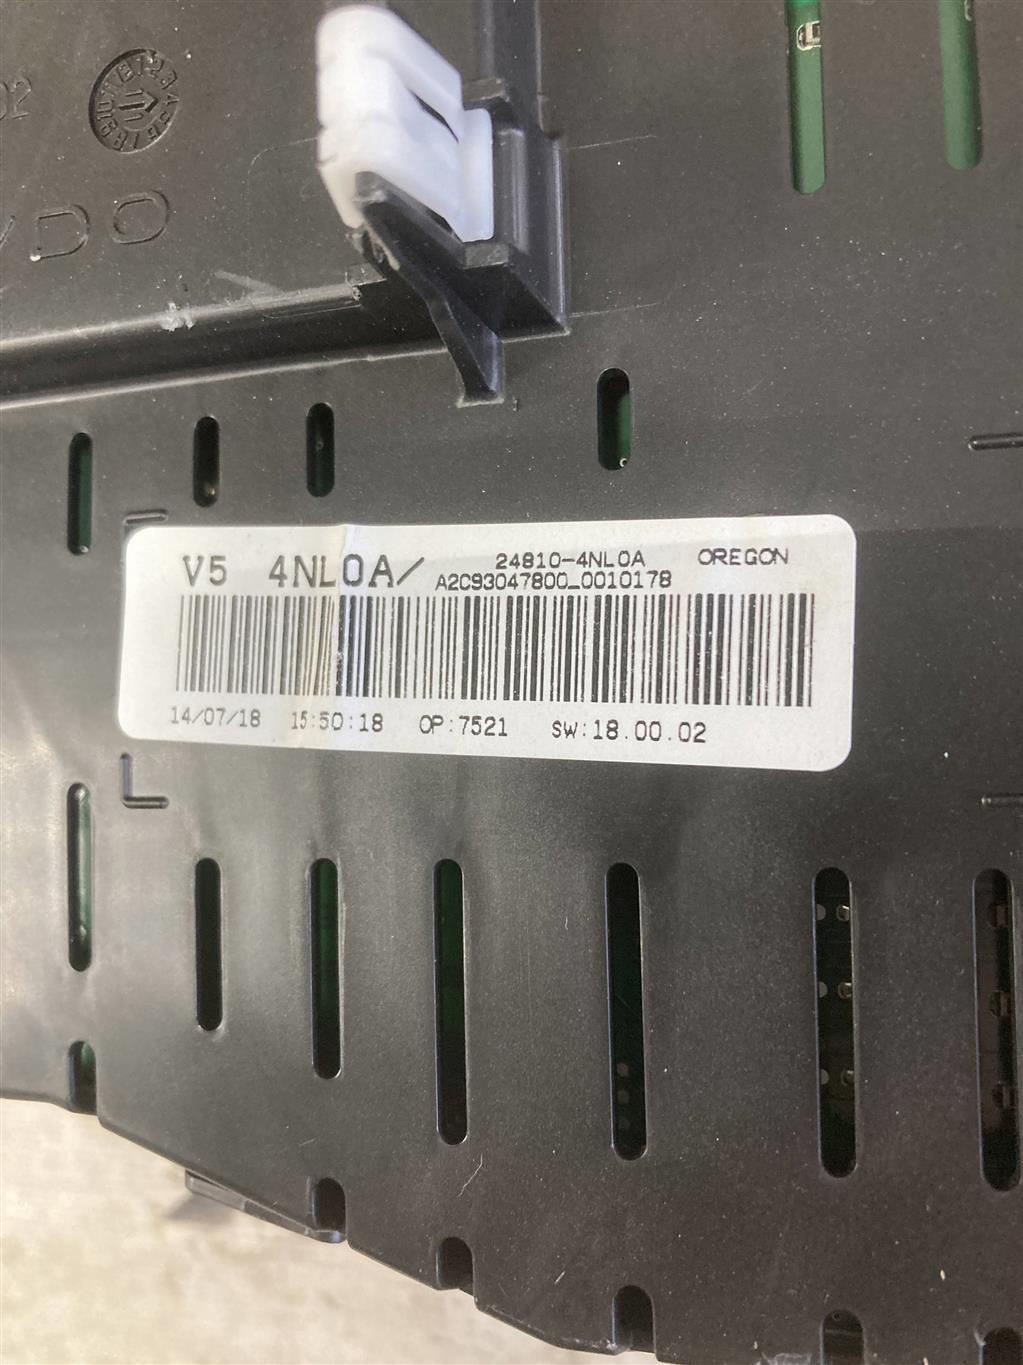 02
VDO
V5 4NL0A/ 24810-4NL0A OREGON
A2C93047800_0010178
14/07/18 15:50:18 OP:7521 SW:18.00.02